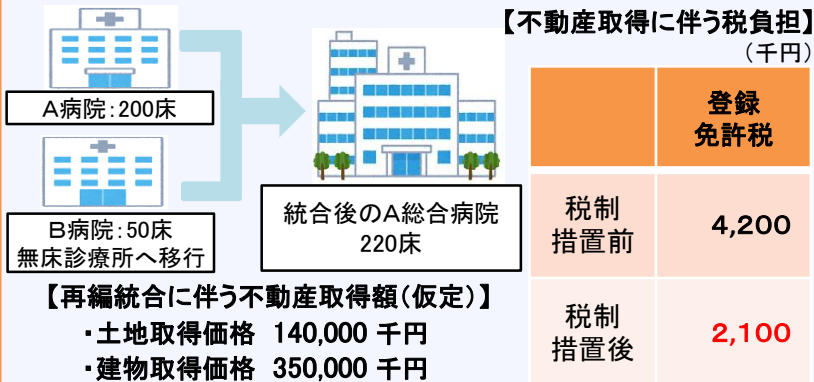 【不動産取得に伴う税負担】
（千円）
A病院：200床
B病院：50床
無床診療所へ移行
統合後のA総合病院
220床
登録
免許税
税制
措置前
4,200
税制
措置後
2,100
【再編統合に伴う不動産取得額（仮定）】
・土地取得価格 140,000 千円
・建物取得価格 350,000 千円